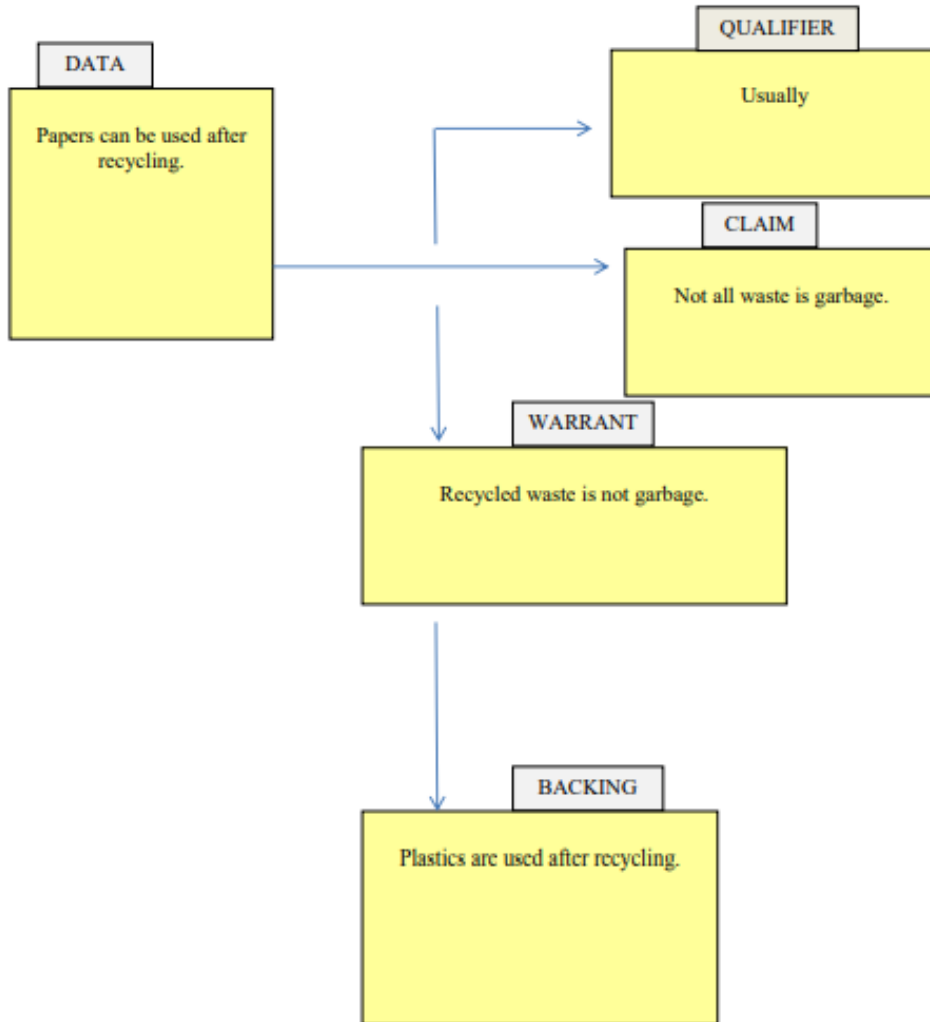 QUALIFIER
DATA
Usually
Papers can be used after
recycling.
CLAIM
Not all waste is garbage.
WARRANT
Recycled waste is not garbage.
BACKING
Plastics are used after recycling.